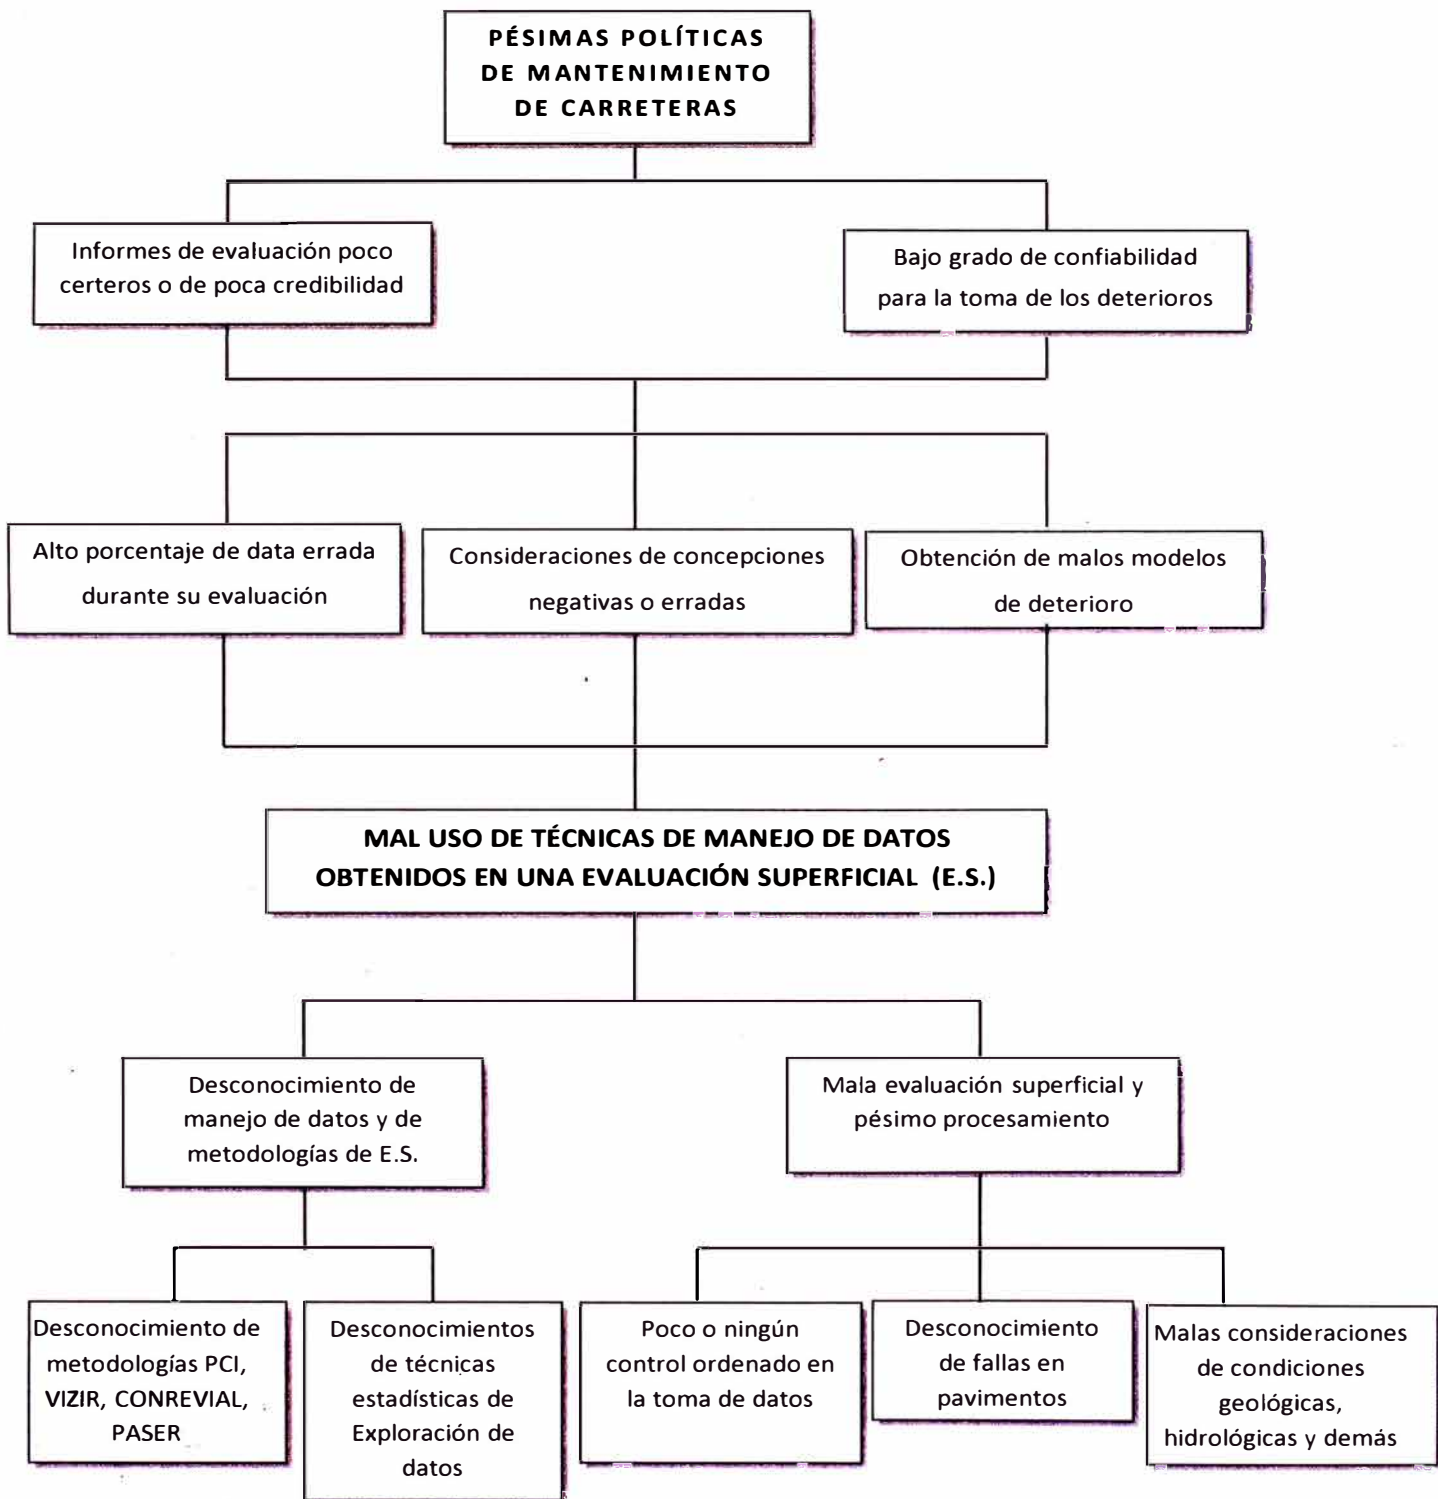 PÉSIMAS POLÍTICAS
DE MANTENIMIENTO
DE CARRETERAS
Informes de evaluación poco
certeros o de poca credibilidad
Bajo grado de confiabilidad
para la toma de los deterioros
Alto porcentaje de data errada
durante su evaluación
Consideraciones de concepciones
negativas o erradas
Obtención de malos modelos
de deterioro
MAL USO DE TÉCNICAS DE MANEJO DE DATOS
OBTENIDOS EN UNA EVALUACIÓN SUPERFICIAL (E.S.)
Desconocimiento de
manejo de datos y de
metodologías de E.S.
Mala evaluación superficial y
pésimo procesamiento
Desconocimiento de
metodologías PCI,
VIZIR, CONREVIAL,
PASER
Desconocimientos
de técnicas
estadísticas de
Exploración de
datos
Poco o ningún
control ordenado en
la toma de datos
Desconocimiento
de fallas en
pavimentos
Malas consideraciones
de condiciones
geológicas,
hidrológicas y demás